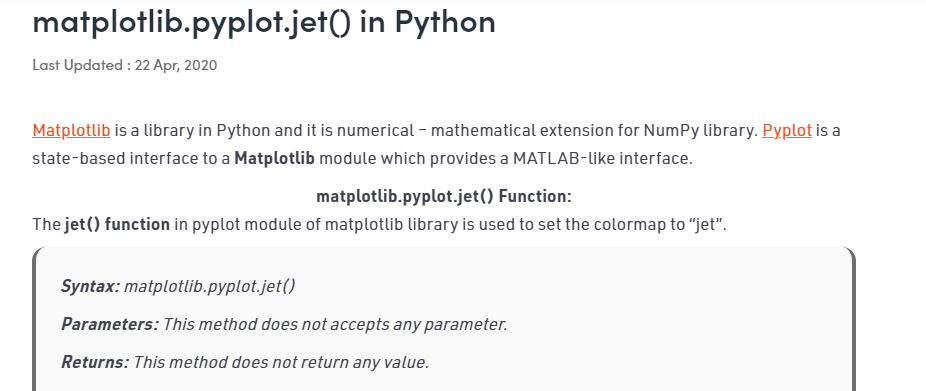 matplotlib.pyplot.jet() in Python
Last Updated : 22 Apr, 2020
Matplotlib is a library in Python and it is numerical – mathematical extension for NumPy library. Pyplot is a
state-based interface to a Matplotlib module which provides a MATLAB-like interface.
matplotlib.pyplot.jet() Function:
The jet() function in pyplot module of matplotlib library is used to set the colormap to “jet”.
Syntax: matplotlib.pyplot.jet()
Parameters: This method does not accepts any parameter.
Returns: This method does not return any value.